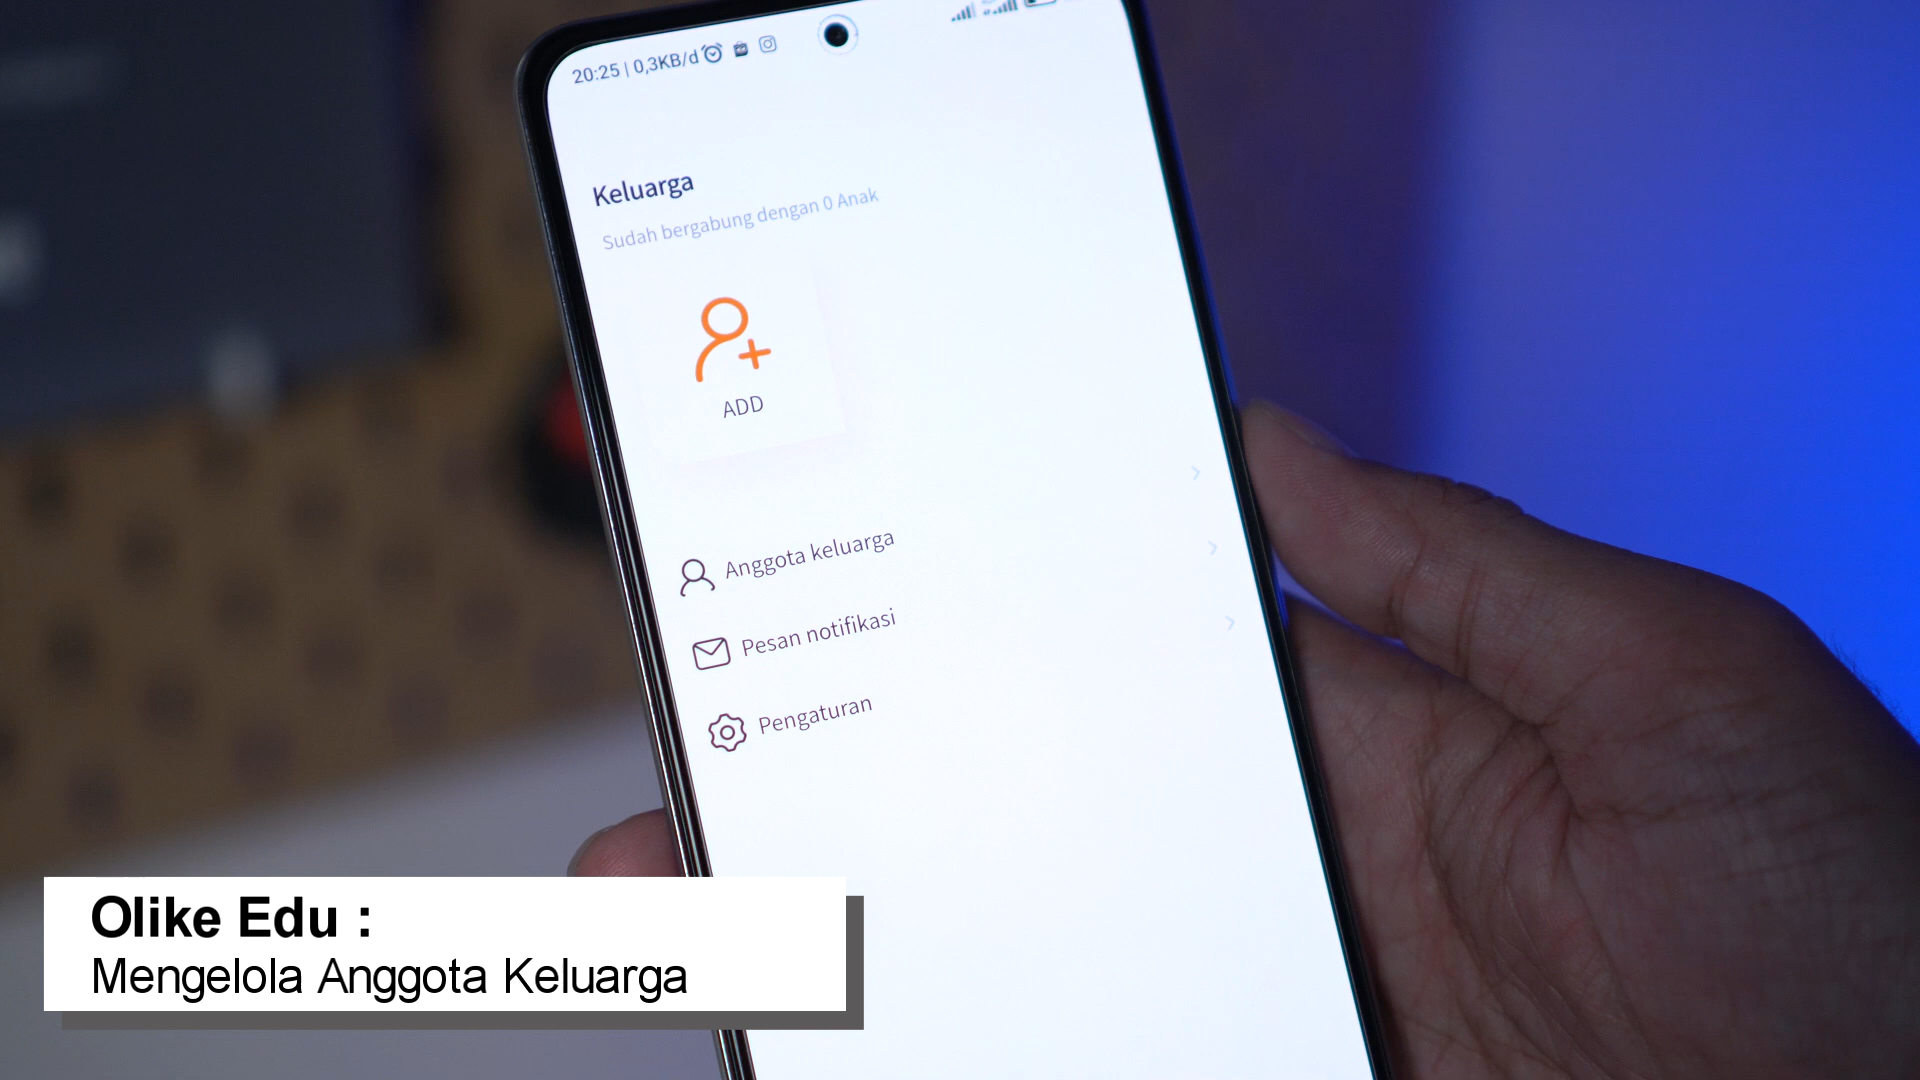 20:25 | 0,3KB/d
Keluarga
Sudah bergabung dengan 0 Anak
ADD
Anggota keluarga
Pesan notifikasi
Pengaturan
Olike Edu :
Mengelola Anggota Keluarga